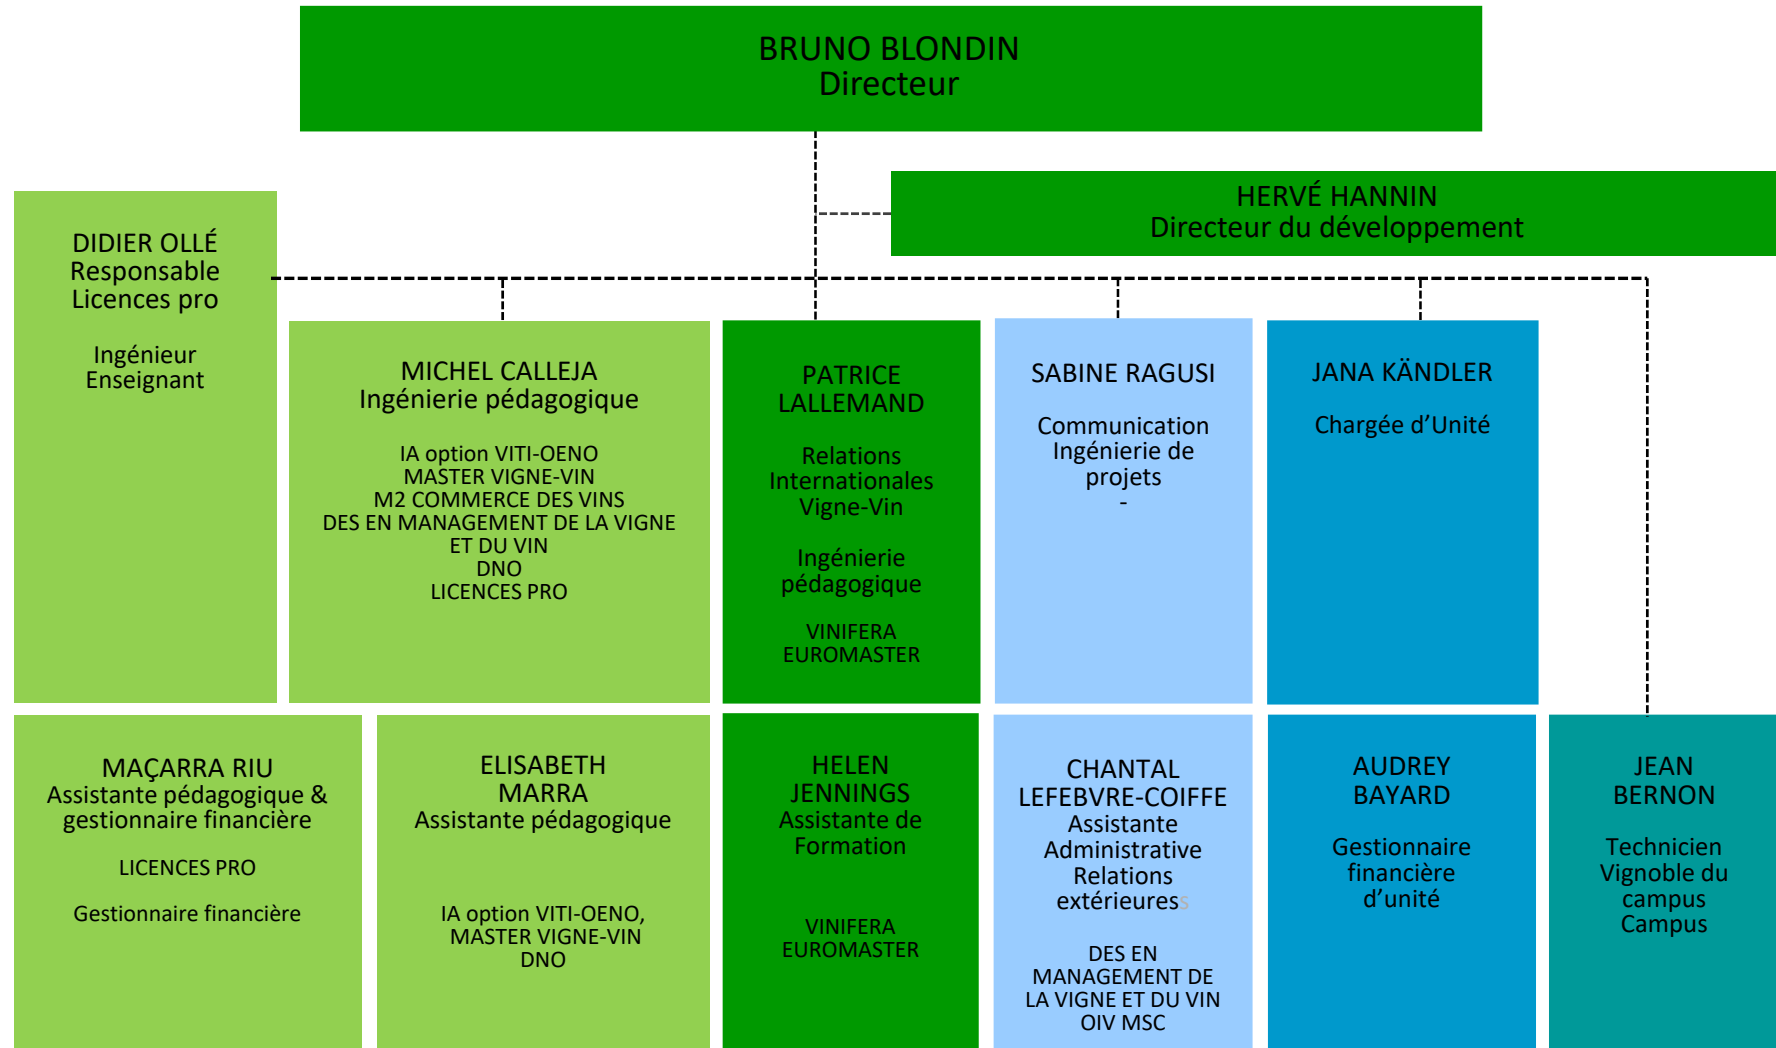 BRUNO BLONDIN
Directeur
HERVÉ HANNIN
Directeur du développement
DIDIER OLLÉ
Responsable
Licences pro
Ingénieur
Enseignant
MICHEL CALLEJA
Ingénierie pédagogique
IA option VITI-OENO
MASTER VIGNE-VIN
M2 COMMERCE DES VINS
DES EN MANAGEMENT DE LA VIGNE
ET DU VIN
DNO
LICENCES PRO
PATRICE
LALLEMAND
Relations
Internationales
Vigne-Vin
Ingénierie
pédagogique
VINIFERA
EUROMASTER
SABINE RAGUSI
Communication
Ingénierie de
projets
-
JANA KÄNDLER
Chargée d’Unité
MAÇARRA RIU
Assistante pédagogique &
gestionnaire financière
LICENCES PRO
Gestionnaire financière
ELISABETH
MARRA
Assistante pédagogique
IA option VITI-OENO,
MASTER VIGNE-VIN
DNO
HELEN
JENNINGS
Assistante de
Formation
VINIFERA
EUROMASTER
CHANTAL
LEFEBVRE-COIFFE
Assistante
Administrative
Relations
extérieuress
DES EN
MANAGEMENT DE
LA VIGNE ET DU VIN
OIV MSC
AUDREY
BAYARD
Gestionnaire
financière
d’unité
JEAN
BERNON
Technicien
Vignoble du
campus
Campus